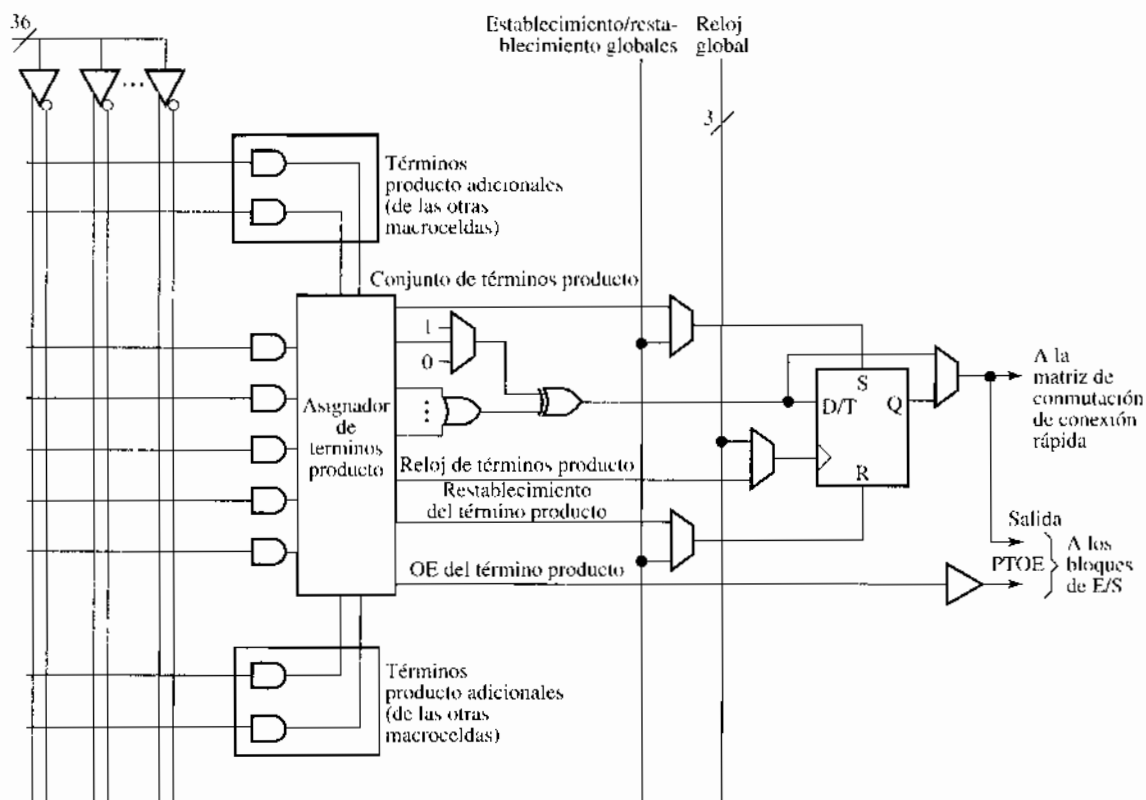 36
Establecimiento/resta-
blecimiento globales
Reloj
global
3
Términos
producto adicionales
(de las otras
macroceldas)
Conjunto de términos producto
1
0
Asignador
de
terminos
producto
S
D/T
Q
R
A la
matriz de
conmutación
de conexión
rápida
Reloj de términos producto
Restablecimiento
del término producto
OE del término producto
Salida
PTOE
A los
bloques
de E/S
Términos
producto adicionales
(de las otras
macroceldas)